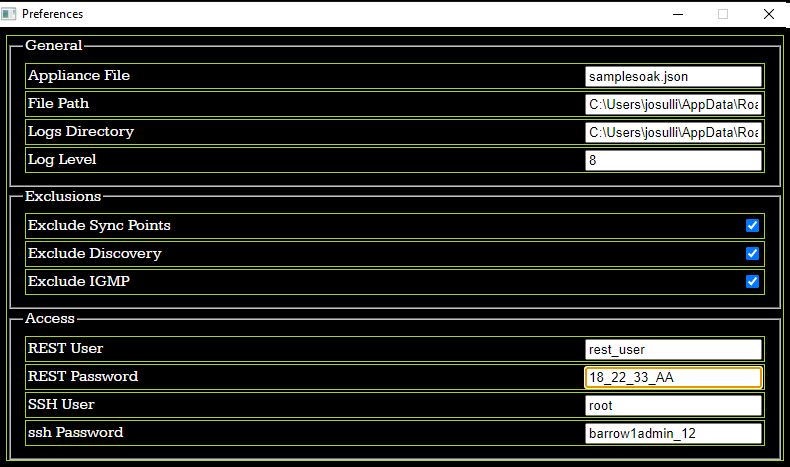 Preferences
General
Appliance File samplesoak.json
File Path C:\Users\josulli\AppData\Roa
Logs Directory C:\Users\josulli\AppData\Roa
Log Level 8
Exclusions
Exclude Sync Points
Exclude Discovery
Exclude IGMP
Access
REST User rest_user
REST Password 18_22_33_AA
SSH User root
ssh Password barrow1admin_12